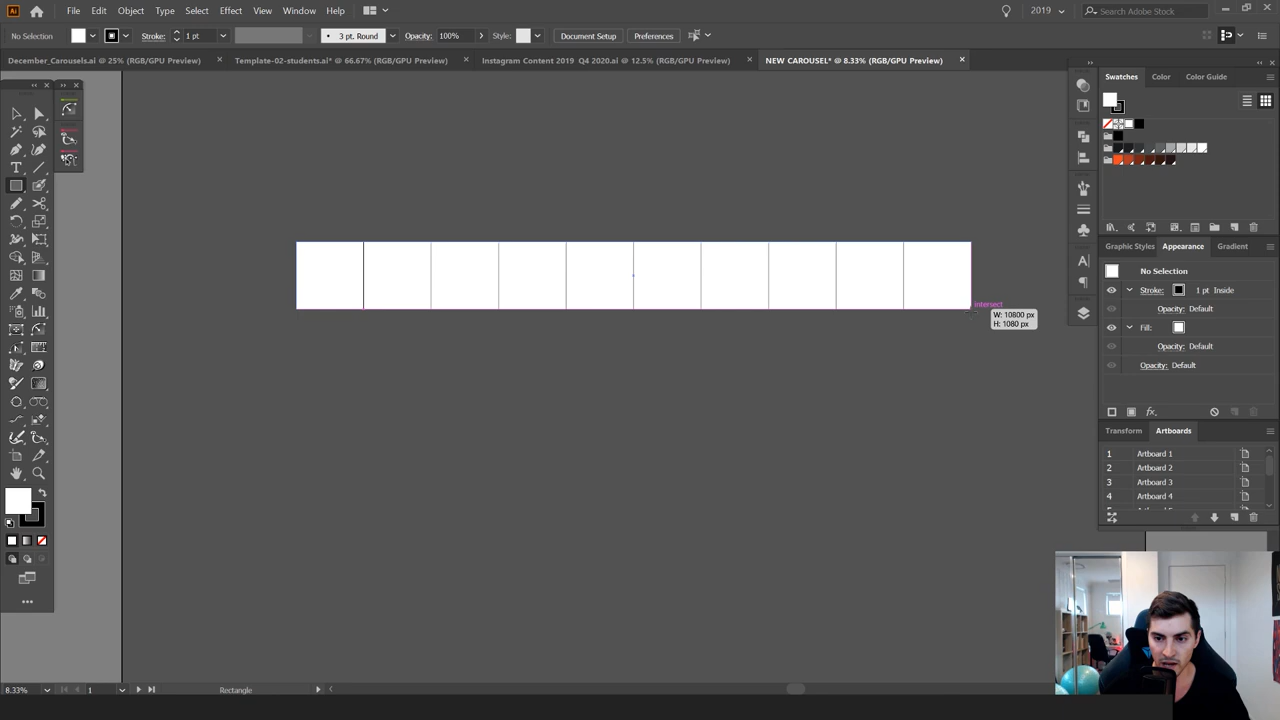 Ai File Edit Object Type Select Effect View Window Help 2019 Search Adobe Stock
No Selection Stroke: 1 pt 3 pt, Round Opacity: 100% Style: Document Setup Preferences
December_Carousels.ai @ 25% (RGB/GPU Preview) Template-02-students.ai* @ 66.67% (RGB/GPU Preview) Instagram Content 2019 Q4 2020.ai @ 12.5% (RGB/GPU Preview) NEW CAROUSEL* @ 8.33% (RGB/GPU Preview)
Swatches Color Color Guide
Graphic Styles Appearance Gradient
No Selection
Stroke: 1 pt Inside
Opacity: Default
Fill:
Opacity: Default
Opacity: Default
intersect
W: 10800 px
H: 1080 px
Transform Artboards
1 Artboard 1
2 Artboard 2
3 Artboard 3
4 Artboard 4
8.33% 1 Rectangle